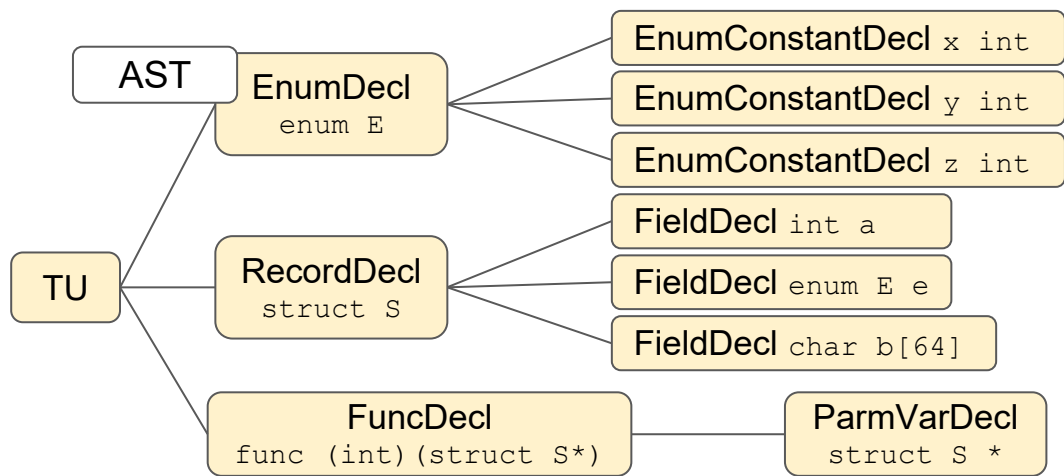 AST
TU
EnumDecl
enum E
EnumConstantDecl x int
EnumConstantDecl y int
EnumConstantDecl z int
RecordDecl
struct S
FieldDecl int a
FieldDecl enum E e
FieldDecl char b[64]
FuncDecl
func (int)(struct S*)
ParmVarDecl
struct S *